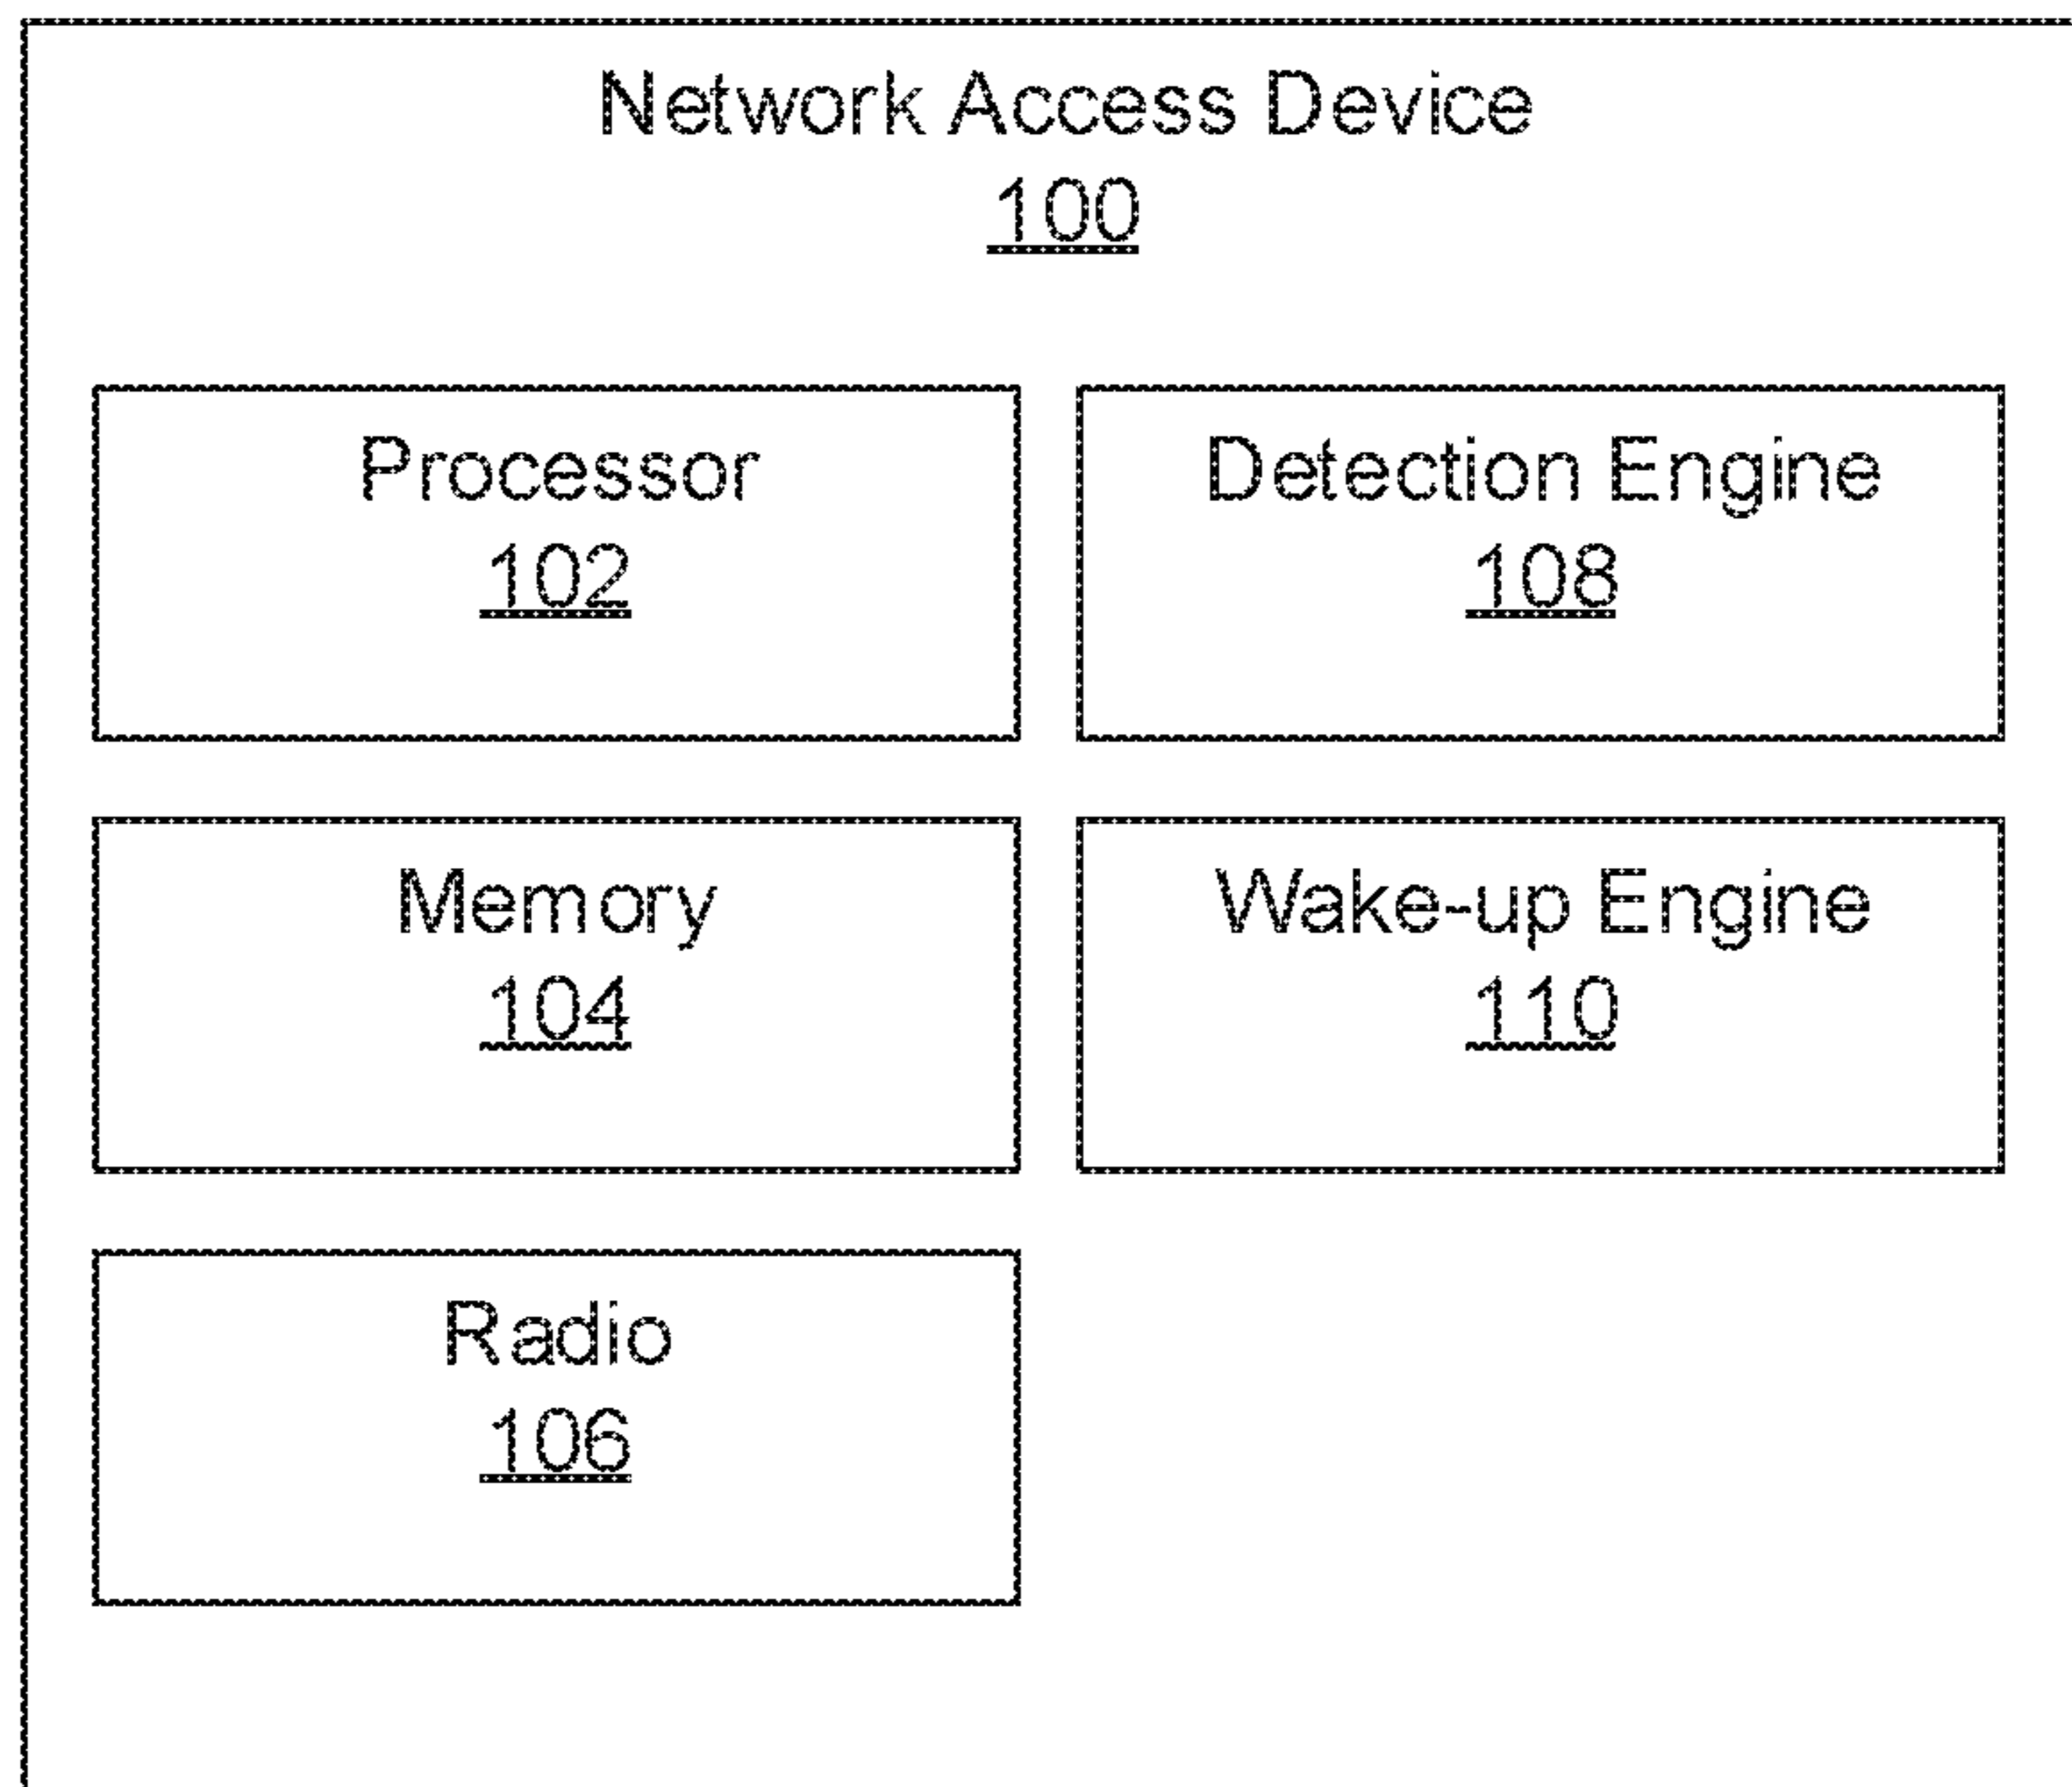 Network Access Device
100
Processor
102
Detection Engine
108
Memory
104
Wake-up Engine
110
Radio
106